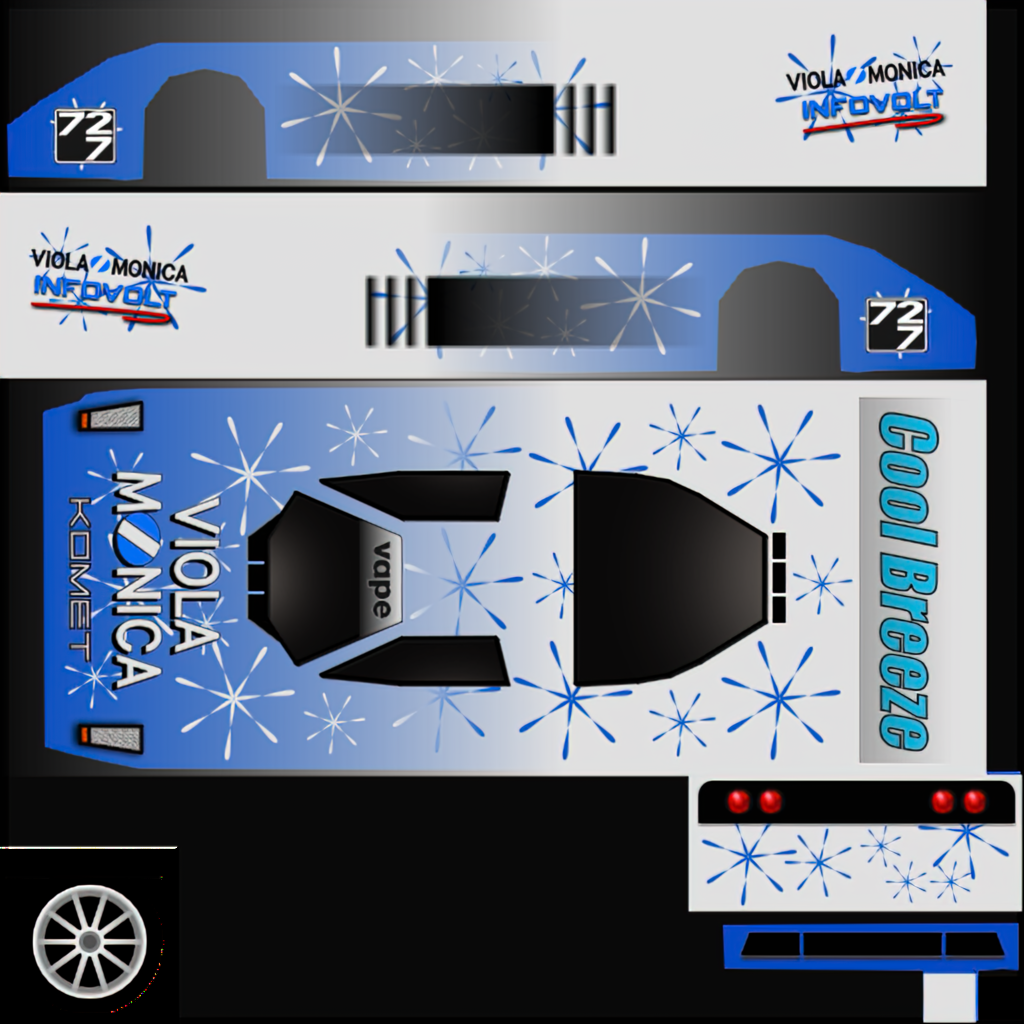 72
7
VIOLA MONICA
INFOVOLT
VIOLA MONICA
INFOVOLT
72
7
VIOLA
MONICA
KOMET
vape
Cool Breeze